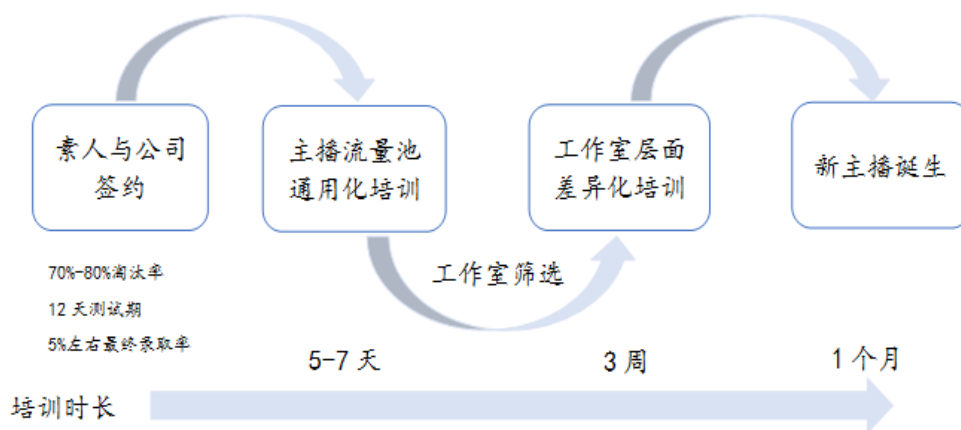 素人与公司
签约
主播流量池
通用化培训
工作室层面
差异化培训
新主播诞生
工作室筛选
70%-80%淘汰率
12 天测试期
5%左右最终录取率
5-7 天
3 周
1 个月
培训时长